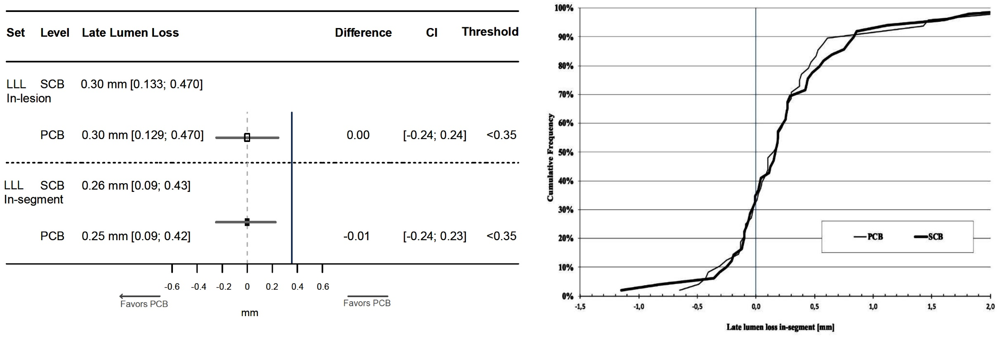 Set Level Late Lumen Loss Difference CI Threshold
LLL SCB 0.30 mm [0.133; 0.470]
In-lesion
PCB 0.30 mm [0.129; 0.470] 0.00 [-0.24; 0.24] <0.35
LLL SCB 0.26 mm [0.09; 0.43]
In-segment
PCB 0.25 mm [0.09; 0.42] -0.01 [-0.24; 0.23] <0.35
-0.6 -0.4 -0.2 0 0.2 0.4 0.6
Favors PCB Favors PCB
mm
100%
90%
80%
70%
60%
50%
40%
30%
20%
10%
0%
Cumulative Frequency
PCB SCB
-1,5 -1,0 -0,5 0,0 0,5 1,0 1,5 2,0
Late lumen loss in-segment [mm]